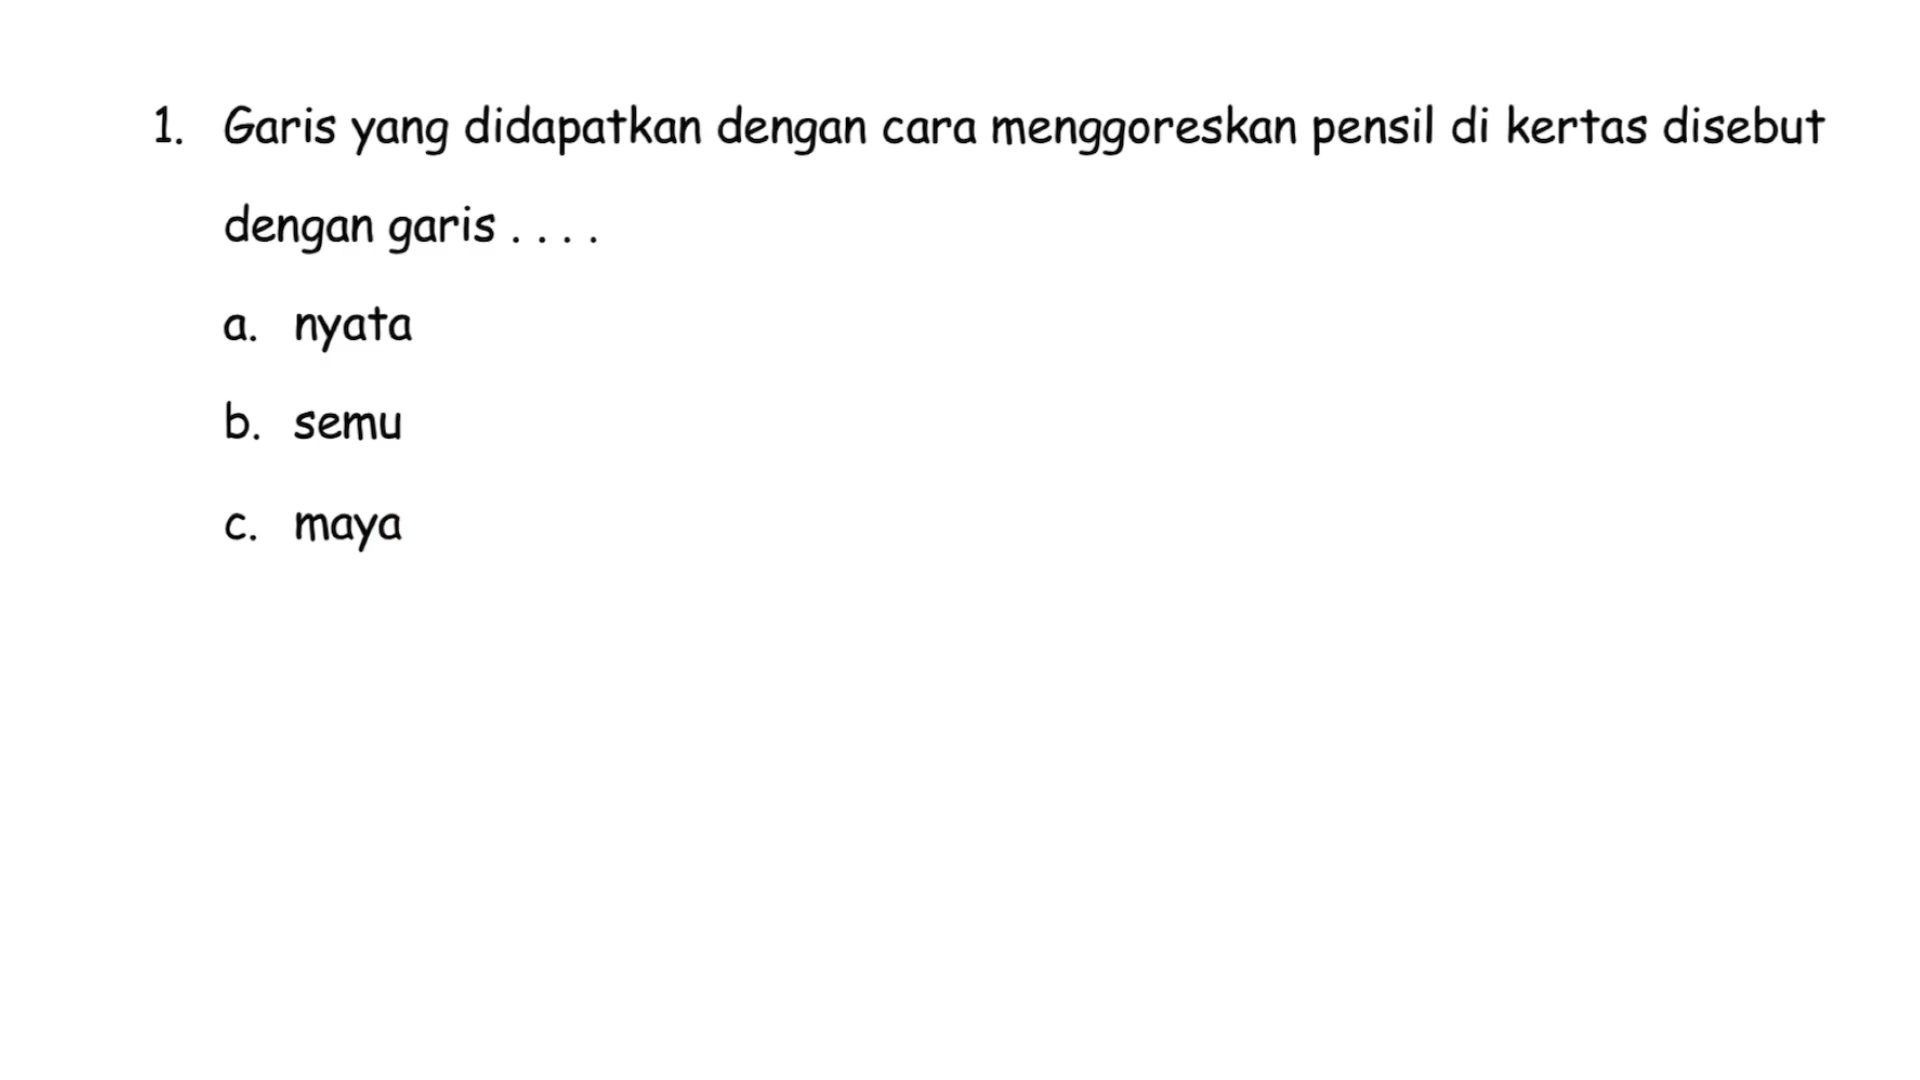 1. Garis yang didapatkan dengan cara menggoreskan pensil di kertas disebut
dengan garis . . . .
a. nyata
b. semu
c. maya